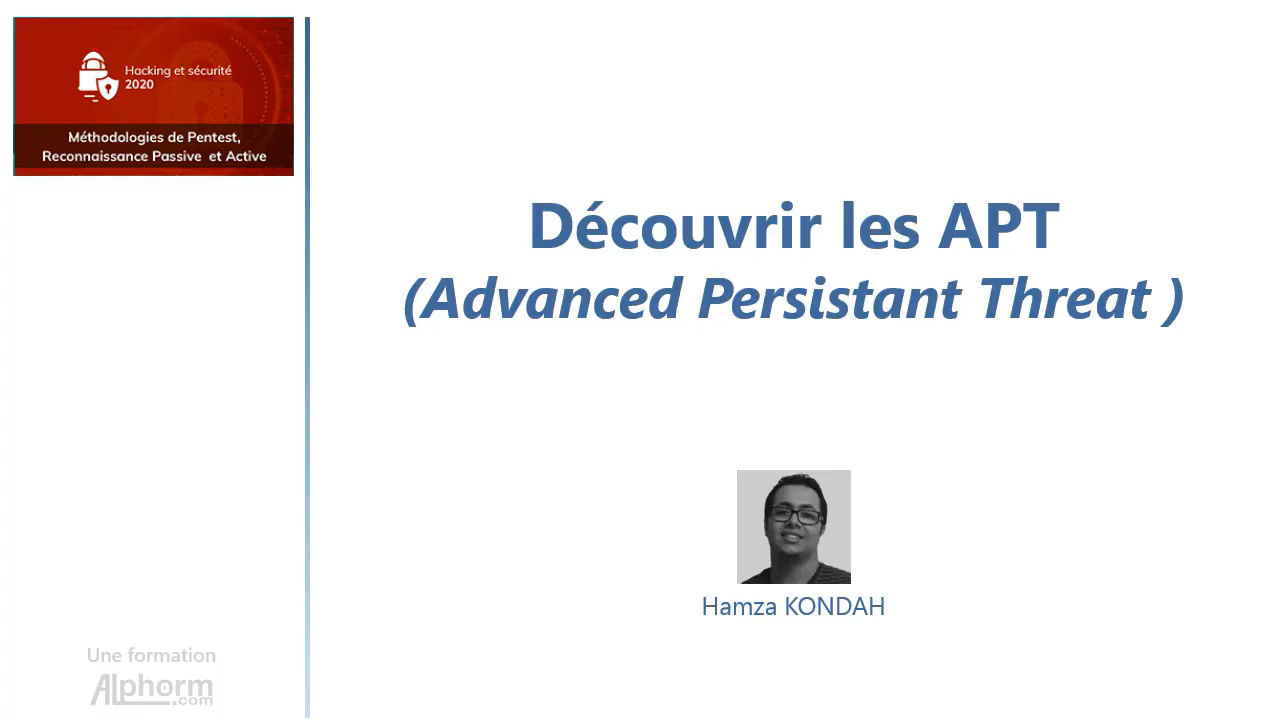 Hacking et sécurité
2020
Méthodologies de Pentest,
Reconnaissance Passive et Active
Découvrir les APT
(Advanced Persistant Threat )
Hamza KONDAH
Une formation
Alphorm
.com